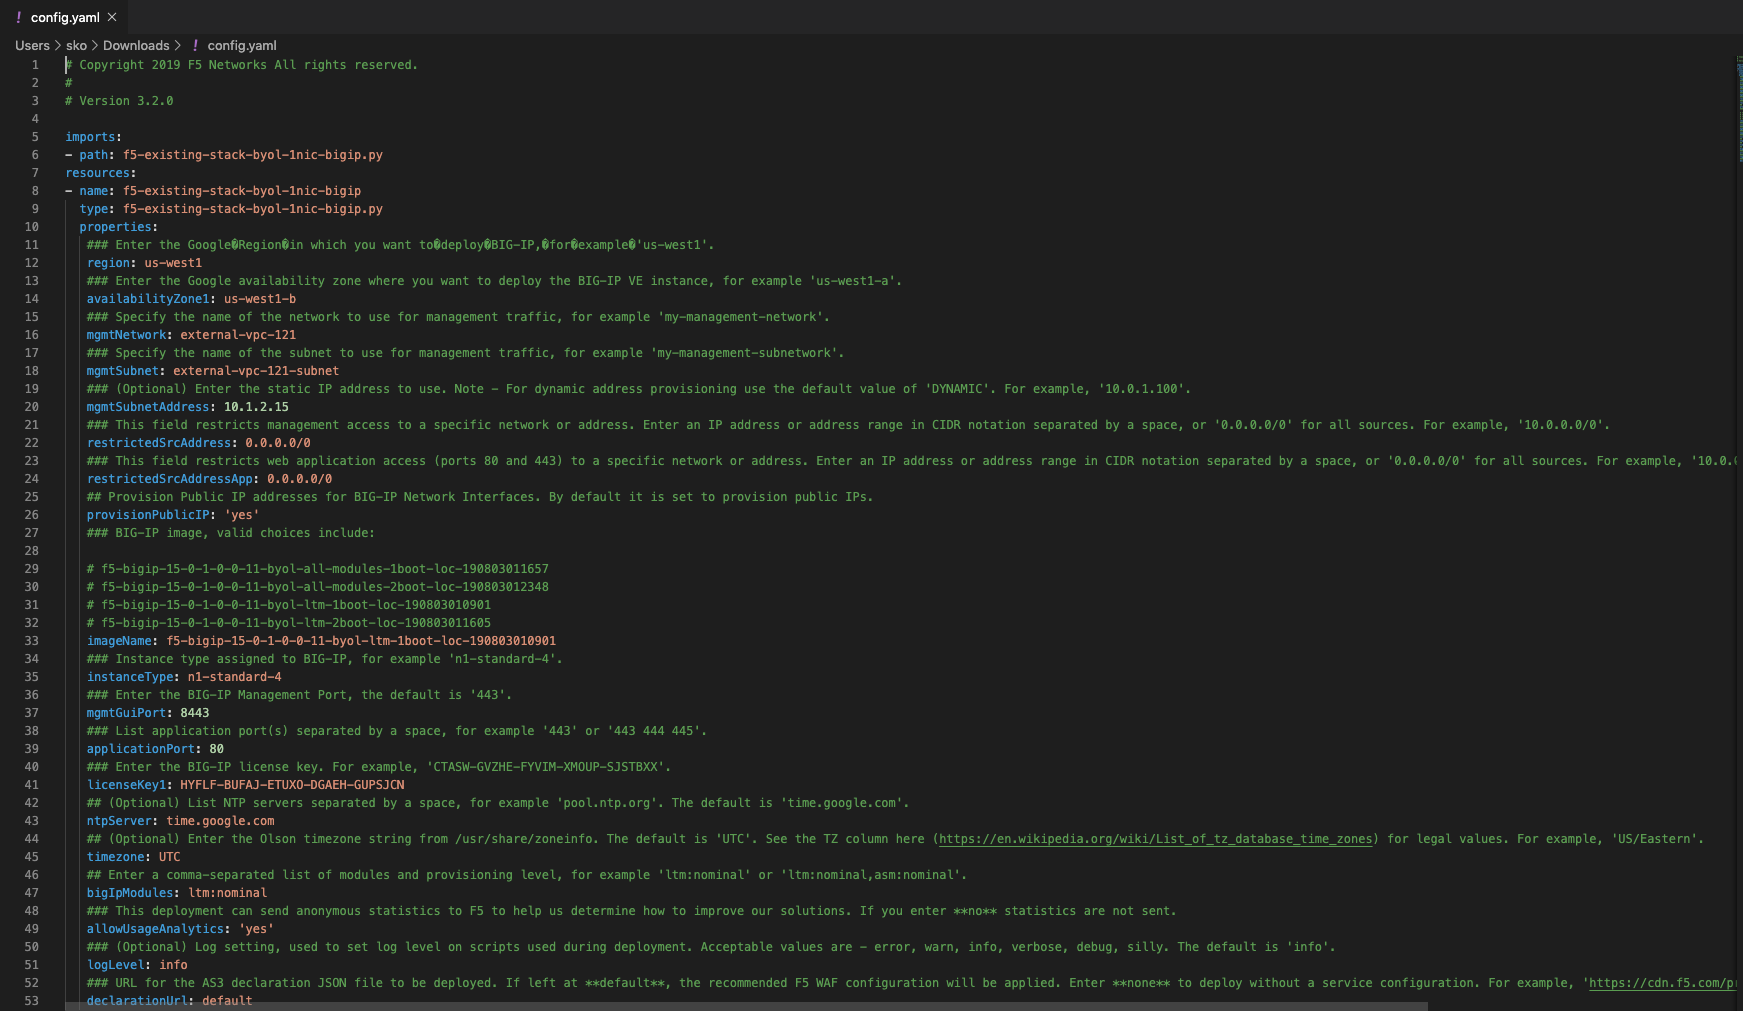 ! config.yaml ×
Users > sko > Downloads > ! config.yaml
1 # Copyright 2019 F5 Networks All rights reserved.
2 #
3 # Version 3.2.0
4
5 imports:
6 - path: f5-existing-stack-byol-1nic-bigip.py
7 resources:
8 - name: f5-existing-stack-byol-1nic-bigip
9 type: f5-existing-stack-byol-1nic-bigip.py
10 properties:
11 ### Enter the Google�Region�in which you want to�deploy�BIG-IP,�for�example�'us-west1'.
12 region: us-west1
13 ### Enter the Google availability zone where you want to deploy the BIG-IP VE instance, for example 'us-west1-a'.
14 availabilityZone1: us-west1-b
15 ### Specify the name of the network to use for management traffic, for example 'my-management-network'.
16 mgmtNetwork: external-vpc-121
17 ### Specify the name of the subnet to use for management traffic, for example 'my-management-subnetwork'.
18 mgmtSubnet: external-vpc-121-subnet
19 ### (Optional) Enter the static IP address to use. Note - For dynamic address provisioning use the default value of 'DYNAMIC'. For example, '10.0.1.100'.
20 mgmtSubnetAddress: 10.1.2.15
21 ### This field restricts management access to a specific network or address. Enter an IP address or address range in CIDR notation separated by a space, or '0.0.0.0/0' for all sources. For example, '10.0.0.0/0'.
22 restrictedSrcAddress: 0.0.0.0/0
23 ### This field restricts web application access (ports 80 and 443) to a specific network or address. Enter an IP address or address range in CIDR notation separated by a space, or '0.0.0.0/0' for all sources. For example, '10.0.
24 restrictedSrcAddressApp: 0.0.0.0/0
25 ## Provision Public IP addresses for BIG-IP Network Interfaces. By default it is set to provision public IPs.
26 provisionPublicIP: 'yes'
27 ### BIG-IP image, valid choices include:
28
29 # f5-bigip-15-0-1-0-0-11-byol-all-modules-1boot-loc-190803011657
30 # f5-bigip-15-0-1-0-0-11-byol-all-modules-2boot-loc-190803012348
31 # f5-bigip-15-0-1-0-0-11-byol-ltm-1boot-loc-190803010901
32 # f5-bigip-15-0-1-0-0-11-byol-ltm-2boot-loc-190803011605
33 imageName: f5-bigip-15-0-1-0-0-11-byol-ltm-1boot-loc-190803010901
34 ### Instance type assigned to BIG-IP, for example 'n1-standard-4'.
35 instanceType: n1-standard-4
36 ### Enter the BIG-IP Management Port, the default is '443'.
37 mgmtGuiPort: 8443
38 ### List application port(s) separated by a space, for example '443' or '443 444 445'.
39 applicationPort: 80
40 ### Enter the BIG-IP license key. For example, 'CTASW-GVZHE-FYVIM-XMOUP-SJSTBXX'.
41 licenseKey1: HYFLF-BUFAJ-ETUXO-DGAEH-GUPSJCN
42 ## (Optional) List NTP servers separated by a space, for example 'pool.ntp.org'. The default is 'time.google.com'.
43 ntpServer: time.google.com
44 ## (Optional) Enter the Olson timezone string from /usr/share/zoneinfo. The default is 'UTC'. See the TZ column here (https://en.wikipedia.org/wiki/List_of_tz_database_time_zones) for legal values. For example, 'US/Eastern'.
45 timezone: UTC
46 ## Enter a comma-separated list of modules and provisioning level, for example 'ltm:nominal' or 'ltm:nominal,asm:nominal'.
47 bigIpModules: ltm:nominal
48 ### This deployment can send anonymous statistics to F5 to help us determine how to improve our solutions. If you enter **no** statistics are not sent.
49 allowUsageAnalytics: 'yes'
50 ### (Optional) Log setting, used to set log level on scripts used during deployment. Acceptable values are - error, warn, info, verbose, debug, silly. The default is 'info'.
51 logLevel: info
52 ### URL for the AS3 declaration JSON file to be deployed. If left at **default**, the recommended F5 WAF configuration will be applied. Enter **none** to deploy without a service configuration. For example, 'https://cdn.f5.com/p
53 declarationUrl: default